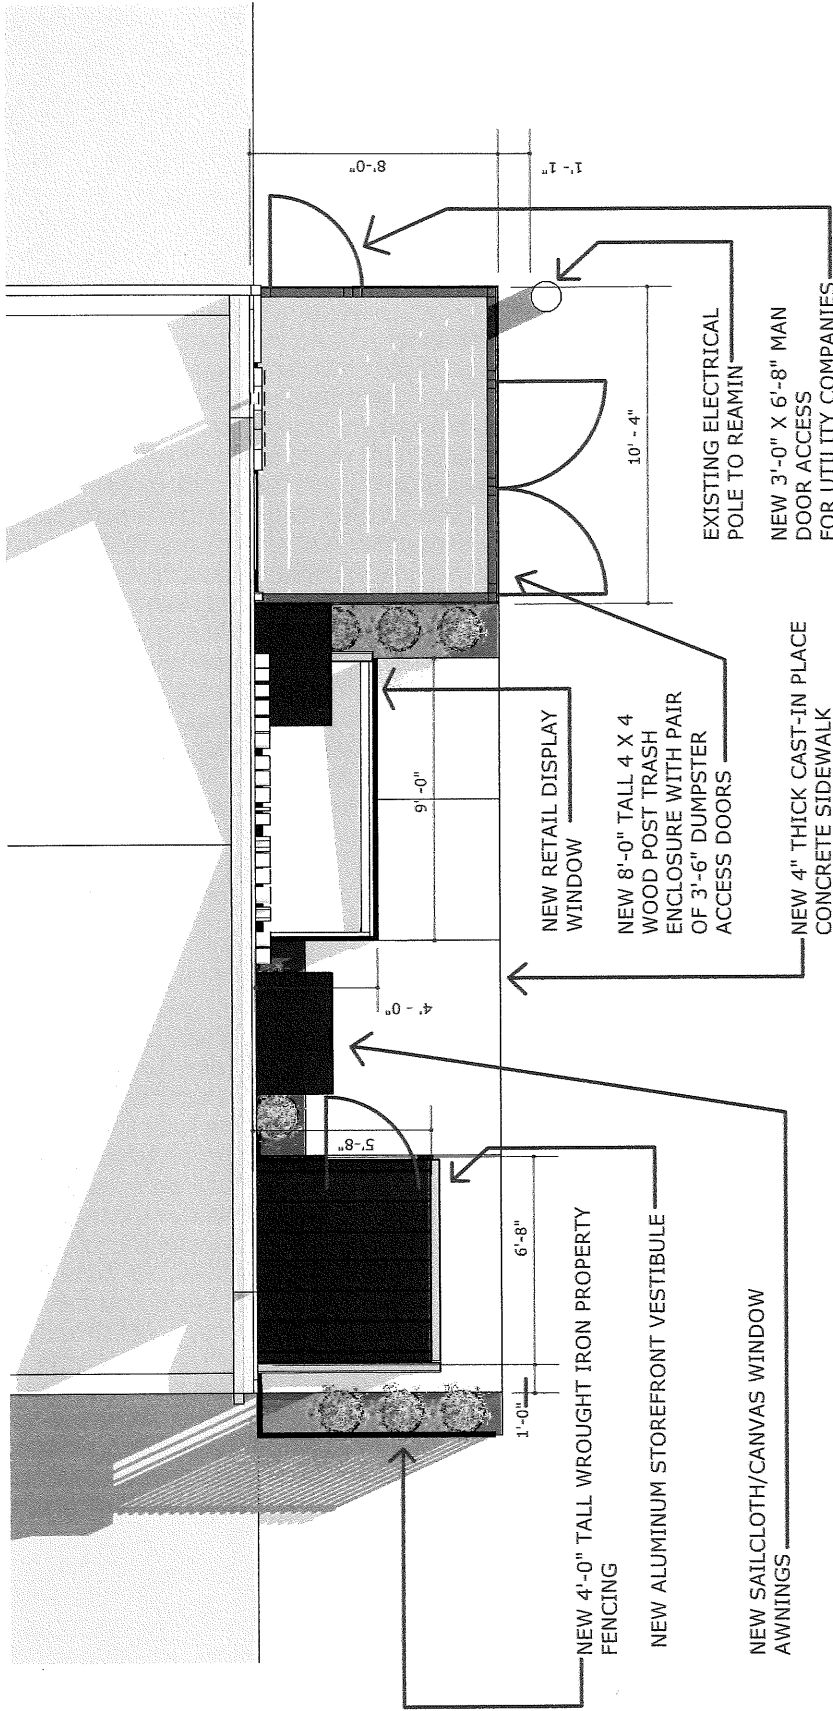 8'-0"
1' - 1"
10' - 4"
9' -0"
4' - 0"
5'-8"
6'-8"
1'-0"
EXISTING ELECTRICAL
POLE TO REAMIN
NEW 3'-0" X 6'-8" MAN
DOOR ACCESS
FOR UTILITY COMPANIES
NEW RETAIL DISPLAY
WINDOW
NEW 8'-0" TALL 4 X 4
WOOD POST TRASH
ENCLOSURE WITH PAIR
OF 3'-6" DUMPSTER
ACCESS DOORS
NEW 4" THICK CAST-IN PLACE
CONCRETE SIDEWALK
NEW 4'-0" TALL WROUGHT IRON PROPERTY
FENCING
NEW ALUMINUM STOREFRONT VESTIBULE
NEW SAILCLOTH/CANVAS WINDOW
AWNINGS